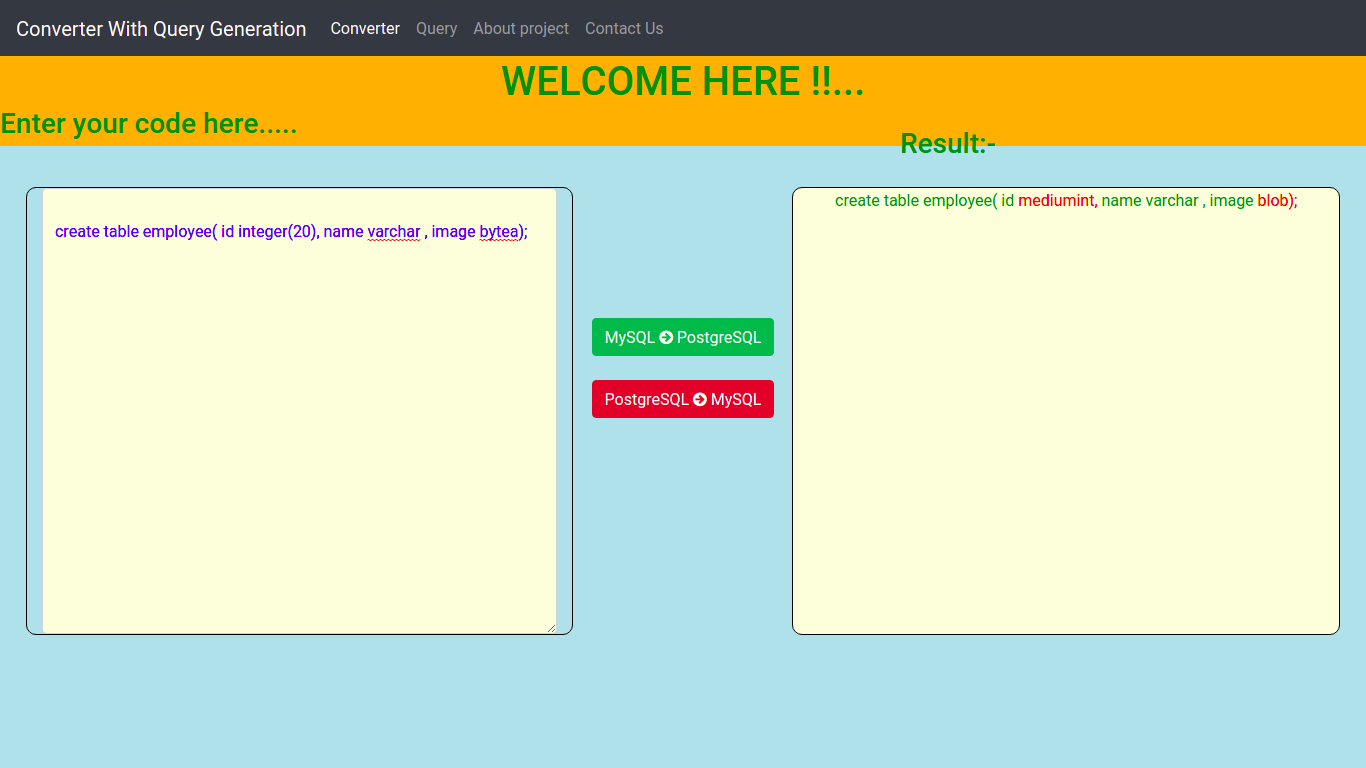 Converter With Query Generation Converter Query About project Contact Us
WELCOME HERE !!...
Enter your code here.....
Result:-
create table employee( id integer(20), name varchar , image bytea);
create table employee( id mediumint, name varchar , image blob);
MySQL PostgreSQL
PostgreSQL MySQL